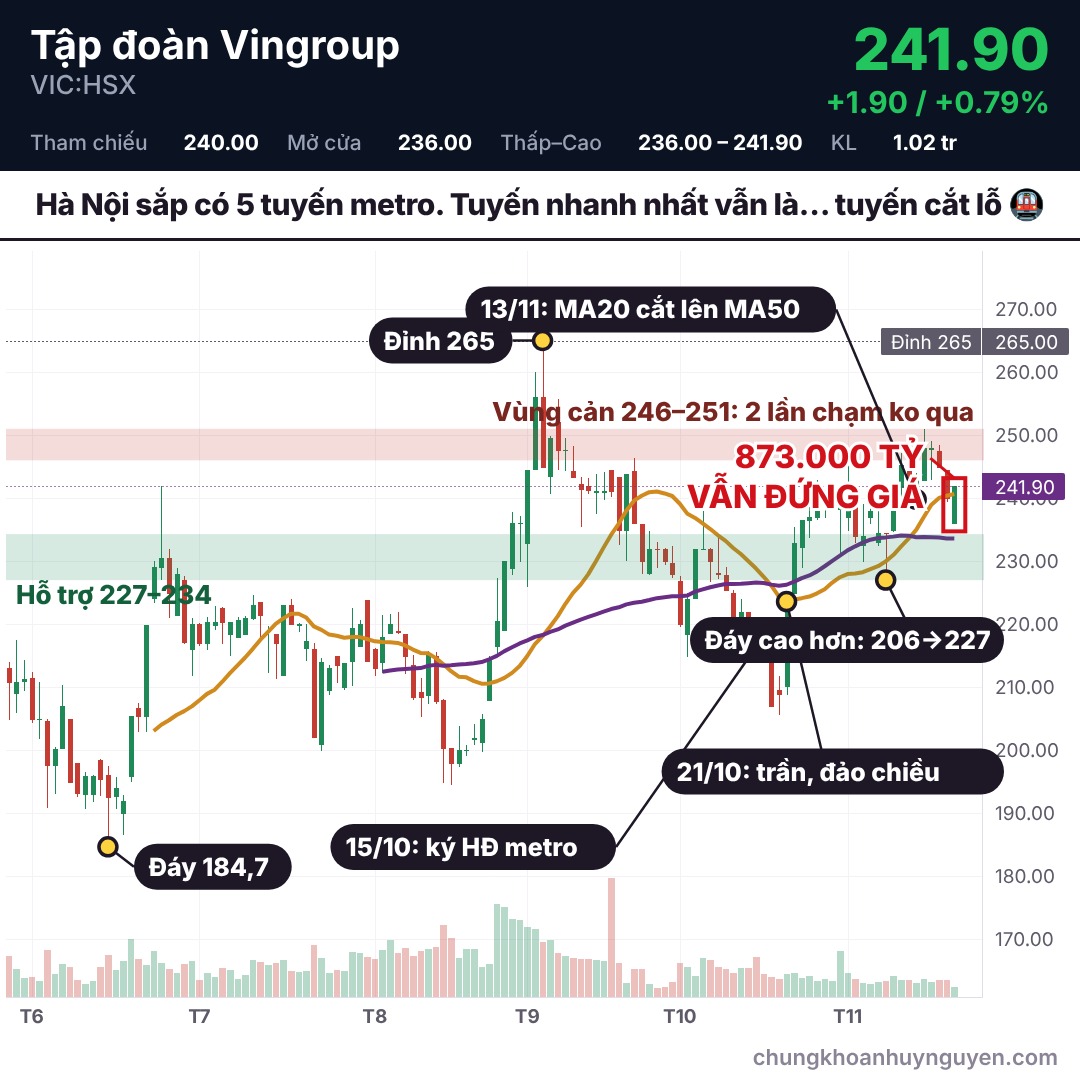 Tập đoàn Vingroup
VIC:HSX
241.90
+1.90 / +0.79%
Tham chiếu 240.00 Mở cửa 236.00 Thấp–Cao 236.00 – 241.90 KL 1.02 tr
Hà Nội sắp có 5 tuyến metro. Tuyến nhanh nhất vẫn là... tuyến cắt lỗ 🚇
13/11: MA20 cắt lên MA50
Đỉnh 265
Đỉnh 265 265.00
Vùng cản 246–251: 2 lần chạm ko qua
873.000 TỶ
VẪN ĐỨNG GIÁ
Hỗ trợ 227–234
Đáy cao hơn: 206→227
21/10: trần, đảo chiều
15/10: ký HĐ metro
Đáy 184,7
270.00
260.00
250.00
241.90
240.00
230.00
220.00
210.00
200.00
190.00
180.00
170.00
T6 T7 T8 T9 T10 T11
chungkhoanhuynguyen.com